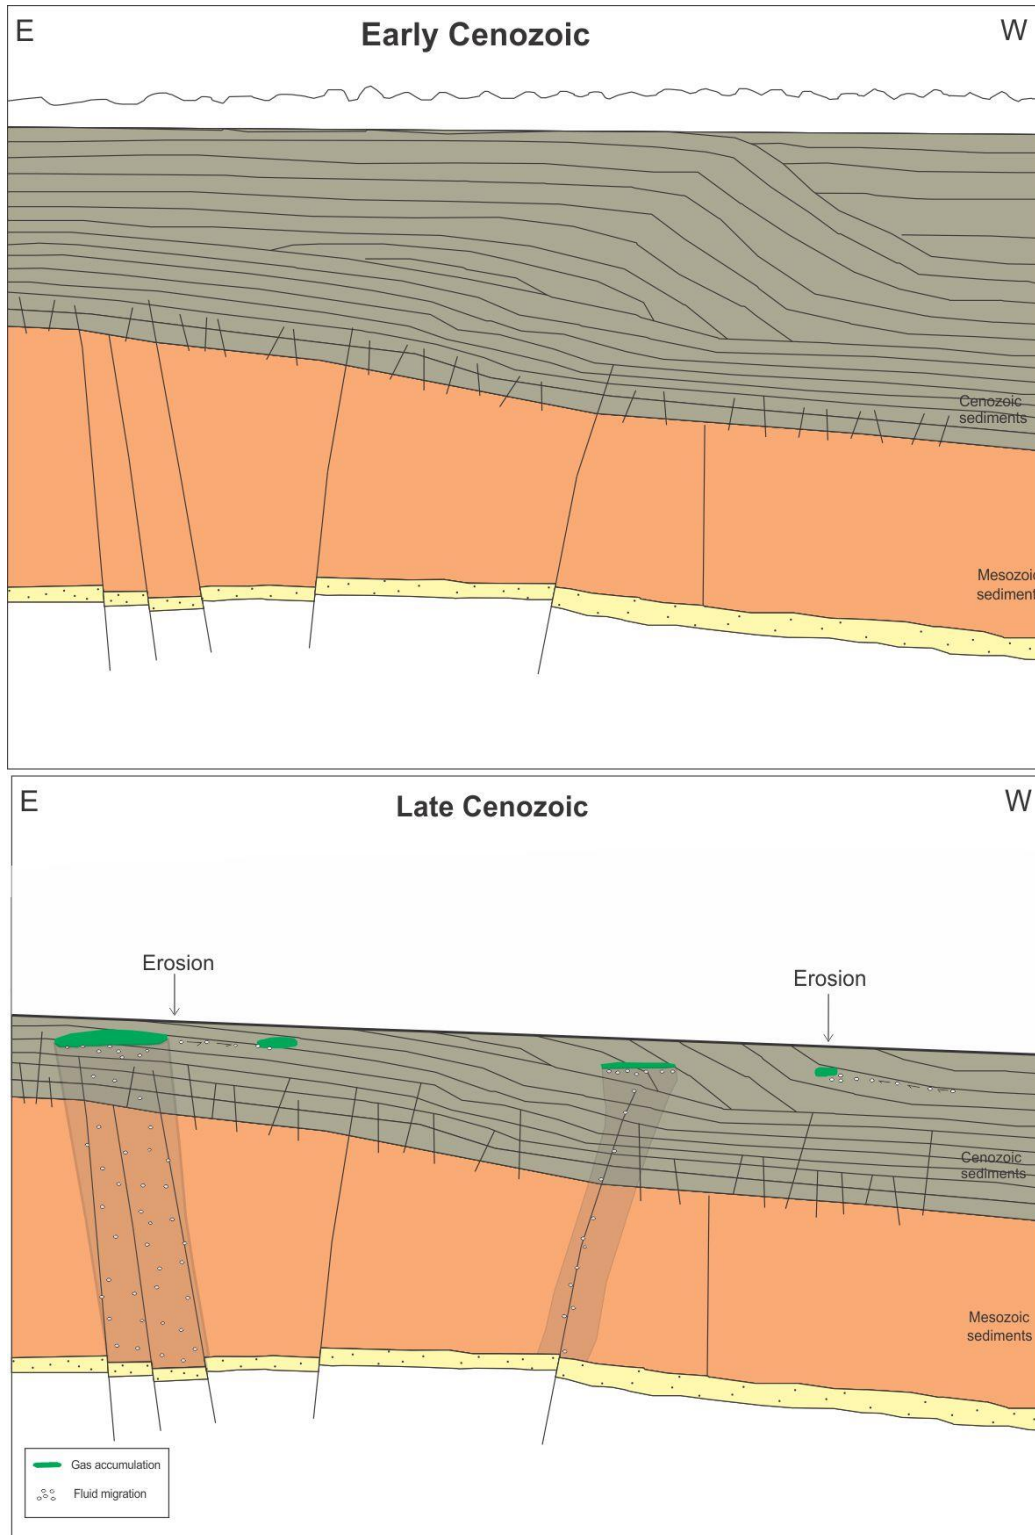 E
Early Cenozoic
W
Cenozoic
sediments
Mesozoic
sediment
E
Late Cenozoic
W
Erosion
Erosion
Cenozoic
sediments
Mesozoic
sediments
Gas accumulation
Fluid migration